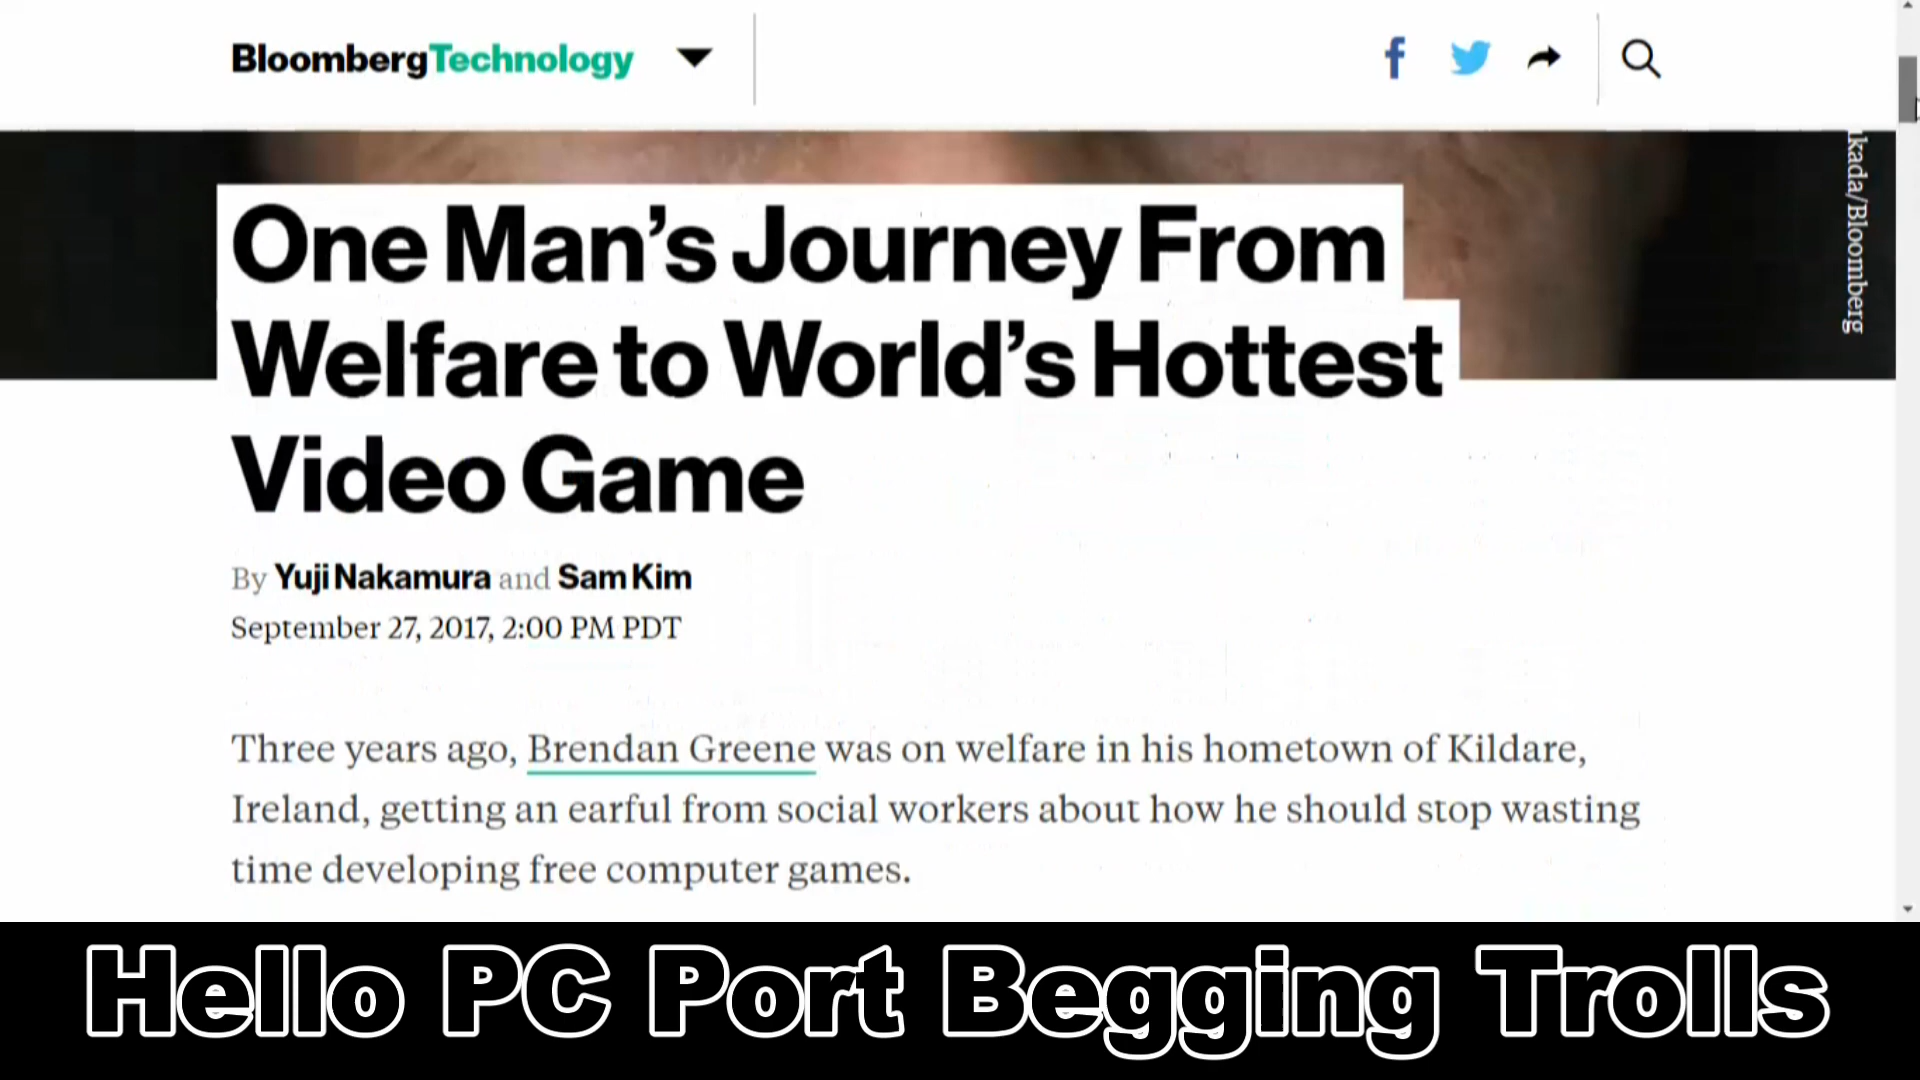 BloombergTechnology
kada/Bloomberg
One Man’s Journey From
Welfare to World’s Hottest
Video Game
By Yuji Nakamura and Sam Kim
September 27, 2017, 2:00 PM PDT
Three years ago, Brendan Greene was on welfare in his hometown of Kildare,
Ireland, getting an earful from social workers about how he should stop wasting
time developing free computer games.
Hello PC Port Begging Trolls